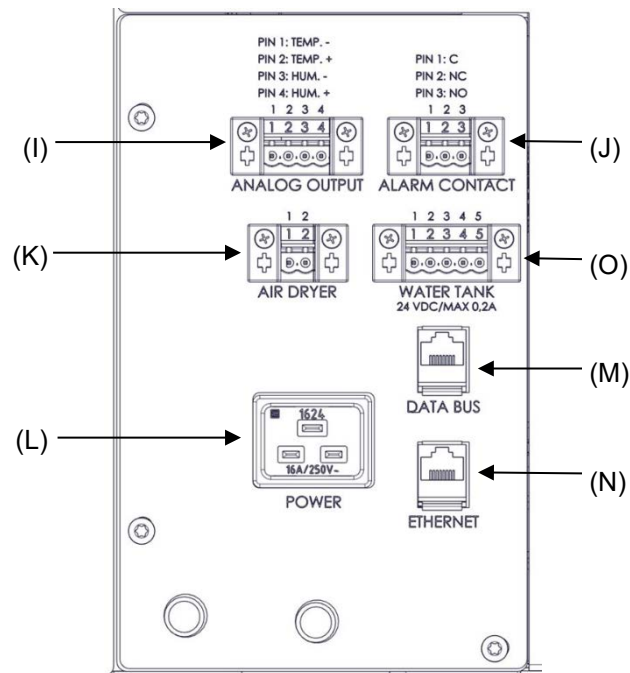 PIN 1: TEMP. -
PIN 2: TEMP. +
PIN 3: HUM. -
PIN 4: HUM. +
1 2 3 4
1 2 3 4
ANALOG OUTPUT
(I)
PIN 1: C
PIN 2: NC
PIN 3: NO
1 2 3
1 2 3
ALARM CONTACT
(J)
1 2
1 2
AIR DRYER
(K)
1 2 3 4 5
1 2 3 4 5
WATER TANK
24 VDC/MAX 0,2A
(O)
DATA BUS
(M)
1624
16A/250V~
POWER
(L)
ETHERNET
(N)